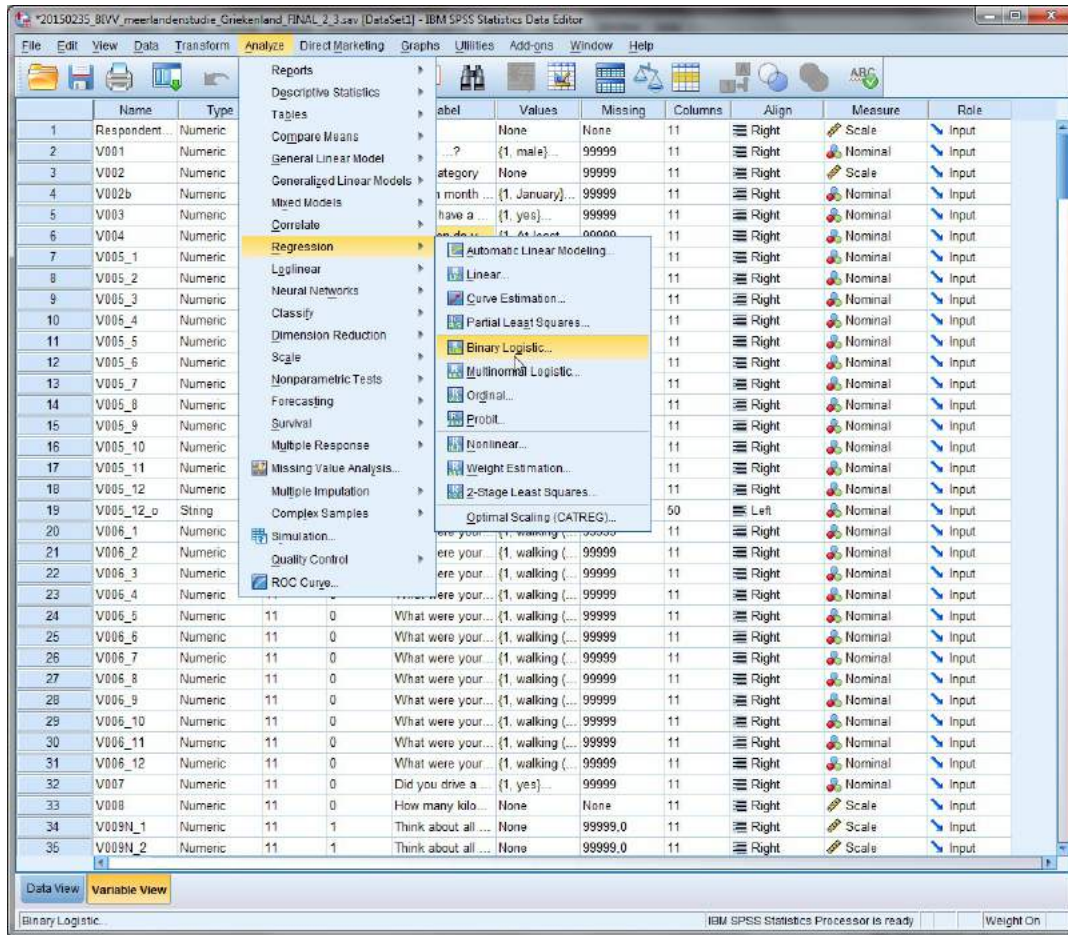 *20150235_BIVV_meerlandenstudie_Griekenland_FINAL_2_3.sav [DataSet1] - IBM SPSS Statistics Data Editor
File Edit View Data Transform Analyze Direct Marketing Graphs Utilities Add-ons Window Help
Reports
Descriptive Statistics
Tables
Compare Means
General Linear Model
Generalized Linear Models
Mixed Models
Correlate
Regression
Loglinear
Neural Networks
Classify
Dimension Reduction
Scale
Nonparametric Tests
Forecasting
Survival
Multiple Response
Missing Value Analysis...
Multiple Imputation
Complex Samples
Simulation...
Quality Control
ROC Curve...
Automatic Linear Modeling...
Linear...
Curve Estimation...
Partial Least Squares...
Binary Logistic...
Multinomial Logistic...
Ordinal...
Probit...
Nonlinear...
Weight Estimation...
2-Stage Least Squares...
Optimal Scaling (CATREG)...
Name Type abel Values Missing Columns Align Measure Role
1 Respondent... Numeric None None 11 Right Scale Input
2 V001 Numeric ...? {1, male}... 99999 11 Right Nominal Input
3 V002 Numeric ategory None 99999 11 Right Scale Input
4 V002b Numeric month ... {1, January}... 99999 11 Right Nominal Input
5 V003 Numeric have a ... {1, yes}... 99999 11 Right Nominal Input
6 V004 Numeric 11 Right Nominal Input
7 V005_1 Numeric 11 Right Nominal Input
8 V005_2 Numeric 11 Right Nominal Input
9 V005_3 Numeric 11 Right Nominal Input
10 V005_4 Numeric 11 Right Nominal Input
11 V005_5 Numeric 11 Right Nominal Input
12 V005_6 Numeric 11 Right Nominal Input
13 V005_7 Numeric 11 Right Nominal Input
14 V005_8 Numeric 11 Right Nominal Input
15 V005_9 Numeric 11 Right Nominal Input
16 V005_10 Numeric 11 Right Nominal Input
17 V005_11 Numeric 11 Right Nominal Input
18 V005_12 Numeric 11 Right Nominal Input
19 V005_12_o String 50 Left Nominal Input
20 V006_1 Numeric 11 Right Nominal Input
21 V006_2 Numeric ere your... {1, walking (... 99999 11 Right Nominal Input
22 V006_3 Numeric ere your... {1, walking (... 99999 11 Right Nominal Input
23 V006_4 Numeric ere your... {1, walking (... 99999 11 Right Nominal Input
24 V006_5 Numeric 11 0 What were your... {1, walking (... 99999 11 Right Nominal Input
25 V006_6 Numeric 11 0 What were your... {1, walking (... 99999 11 Right Nominal Input
26 V006_7 Numeric 11 0 What were your... {1, walking (... 99999 11 Right Nominal Input
27 V006_8 Numeric 11 0 What were your... {1, walking (... 99999 11 Right Nominal Input
28 V006_9 Numeric 11 0 What were your... {1, walking (... 99999 11 Right Nominal Input
29 V006_10 Numeric 11 0 What were your... {1, walking (... 99999 11 Right Nominal Input
30 V006_11 Numeric 11 0 What were your... {1, walking (... 99999 11 Right Nominal Input
31 V006_12 Numeric 11 0 What were your... {1, walking (... 99999 11 Right Nominal Input
32 V007 Numeric 11 0 Did you drive a ... {1, yes}... 99999 11 Right Nominal Input
33 V008 Numeric 11 0 How many kilo... None None 11 Right Scale Input
34 V009N_1 Numeric 11 1 Think about all ... None 99999,0 11 Right Scale Input
35 V009N_2 Numeric 11 1 Think about all ... None 99999,0 11 Right Scale Input
Data View Variable View
Binary Logistic... IBM SPSS Statistics Processor is ready Weight On